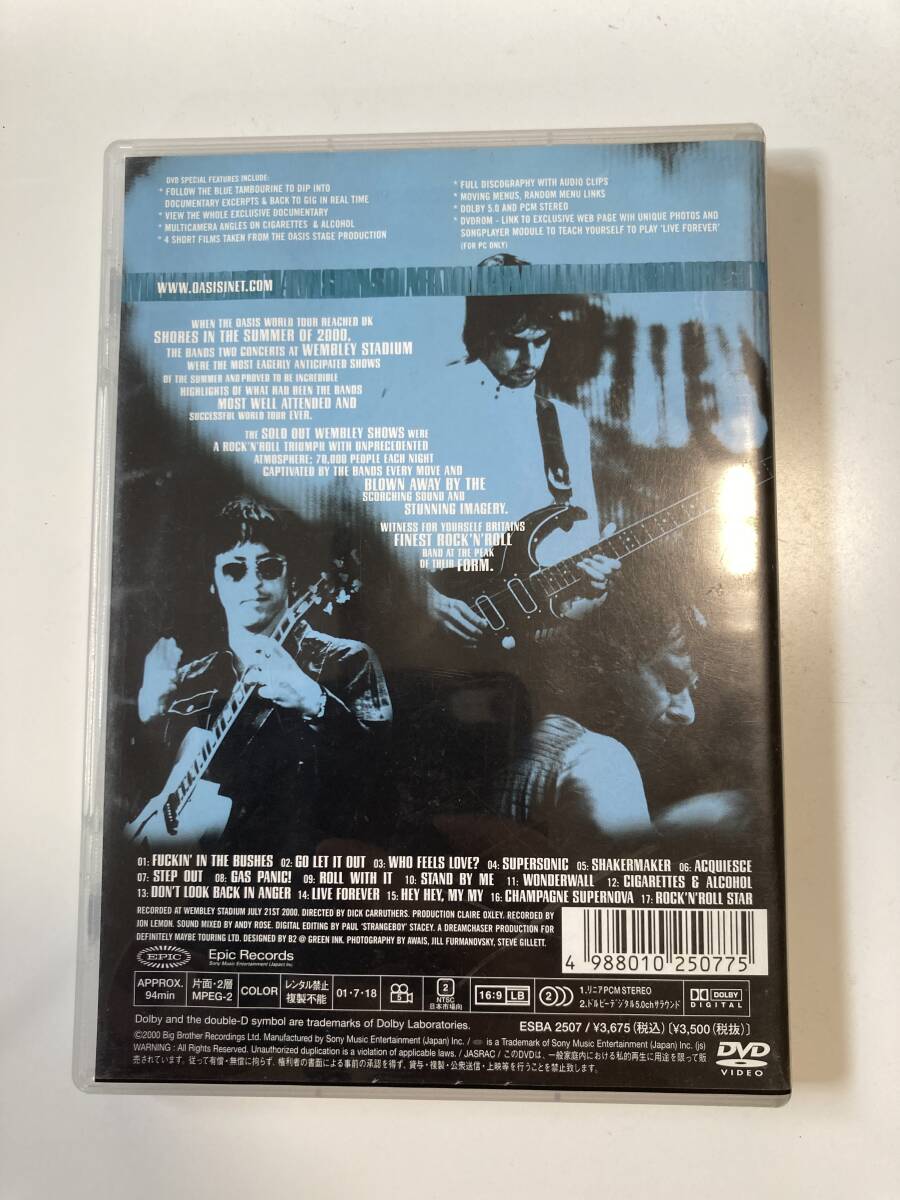 DVD SPECIAL FEATURES INCLUDE:
* FOLLOW THE BLUE TAMBOURINE TO DIP INTO
DOCUMENTARY EXCERPTS & BACK TO GIG IN REAL TIME
* VIEW THE WHOLE EXCLUSIVE DOCUMENTARY
* MULTICAMERA ANGLES ON CIGARETTES & ALCOHOL
* 4 SHORT FILMS TAKEN FROM THE OASIS STAGE PRODUCTION
* FULL DISCOGRAPHY WITH AUDIO CLIPS
* MOVING MENUS, RANDOM MENU LINKS
* DOLBY 5.0 AND PCM STEREO
* DVDROM - LINK TO EXCLUSIVE WEB PAGE WIH UNIQUE PHOTOS AND
SONGPLAYER MODULE TO TEACH YOURSELF TO PLAY 'LIVE FOREVER'
(FOR PC ONLY)
WWW.OASISINET.COM
WHEN THE OASIS WORLD TOUR REACHED UK
SHORES IN THE SUMMER OF 2000,
THE BANDS TWO CONCERTS AT WEMBLEY STADIUM
WERE THE MOST EAGERLY ANTICIPATED SHOWS
OF THE SUMMER AND PROVED TO BE INCREDIBLE
HIGHLIGHTS OF WHAT HAD BEEN THE BANDS
MOST WELL ATTENDED AND
SUCCESSFUL WORLD TOUR EVER.
THE SOLD OUT WEMBLEY SHOWS WERE
A ROCK'N'ROLL TRIUMPH WITH UNPRECEDENTED
ATMOSPHERE; 70,000 PEOPLE EACH NIGHT
CAPTIVATED BY THE BANDS EVERY MOVE AND
BLOWN AWAY BY THE
SCORCHING SOUND AND
STUNNING IMAGERY.
WITNESS FOR YOURSELF BRITAINS
FINEST ROCK'N'ROLL
BAND AT THE PEAK
OF THEIR FORM.
01: FUCKIN' IN THE BUSHES 02: GO LET IT OUT 03: WHO FEELS LOVE? 04: SUPERSONIC 05: SHAKERMAKER 06: ACQUIESCE
07: STEP OUT 08: GAS PANIC! 09: ROLL WITH IT 10: STAND BY ME 11: WONDERWALL 12: CIGARETTES & ALCOHOL
13: DON'T LOOK BACK IN ANGER 14: LIVE FOREVER 15: HEY HEY, MY MY 16: CHAMPAGNE SUPERNOVA 17: ROCK'N'ROLL STAR
RECORDED AT WEMBLEY STADIUM JULY 21ST 2000. DIRECTED BY DICK CARRUTHERS. PRODUCTION CLAIRE OXLEY. RECORDED BY
JON LEMON. SOUND MIXED BY ANDY ROSE. DIGITAL EDITING BY PAUL 'STRANGEBOY' STACEY. A DREAMCHASER PRODUCTION FOR
DEFINITELY MAYBE TOURING LTD. DESIGNED BY B2 @ GREEN INK. PHOTOGRAPHY BY AWAIS, JILL FURMANOVSKY, STEVE GILLETT.
EPIC
Epic Records
Sony Music Entertainment (Japan) Inc.
4 988010 250775
APPROX. 94min
片面・2層 MPEG-2
COLOR
レンタル禁止 複製不能
01・7・18
5
2 NTSC 日本市場向
16:9 LB
2
1.リニアPCM STEREO
2.ドルビーデジタル5.0chサラウンド
DOLBY DIGITAL
Dolby and the double-D symbol are trademarks of Dolby Laboratories.
ESBA 2507 / ¥3,675(税込)〔¥3,500(税抜)〕
©2000 Big Brother Recordings Ltd. Manufactured by Sony Music Entertainment (Japan) Inc. / is a Trademark of Sony Music Entertainment (Japan) Inc. (js)
WARNING : All Rights Reserved. Unauthorized duplication is a violation of applicable laws. / JASRAC / このDVDは、一般家庭内における私的再生に用途を限って販
売されています。従って有償・無償に拘らず、権利者の書面による事前の承認を得ず、貸与・複製・公衆送信・上映等を行うことを禁止致します。
DVD VIDEO